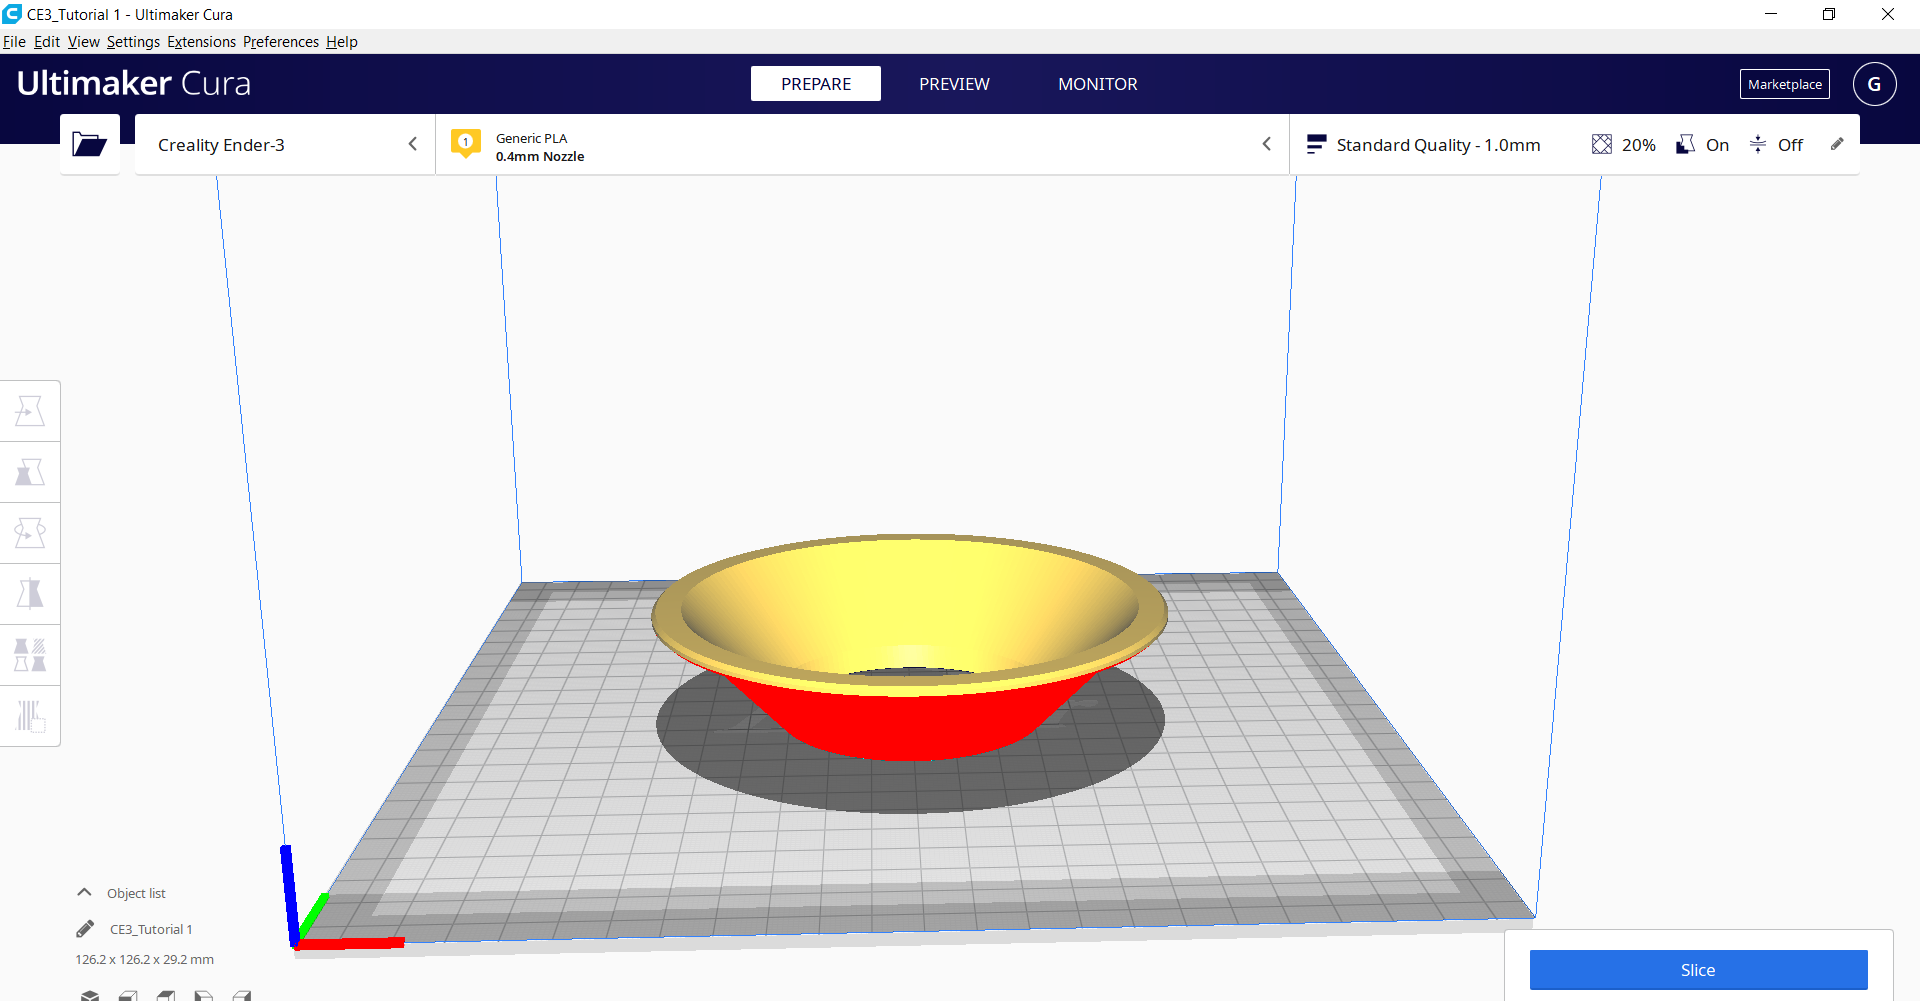 CE3_Tutorial 1 - Ultimaker Cura
File Edit View Settings Extensions Preferences Help
Ultimaker Cura
PREPARE PREVIEW MONITOR
Marketplace G
Creality Ender-3
1 Generic PLA
0.4mm Nozzle
Standard Quality - 1.0mm 20% On Off
Object list
CE3_Tutorial 1
126.2 x 126.2 x 29.2 mm
Slice